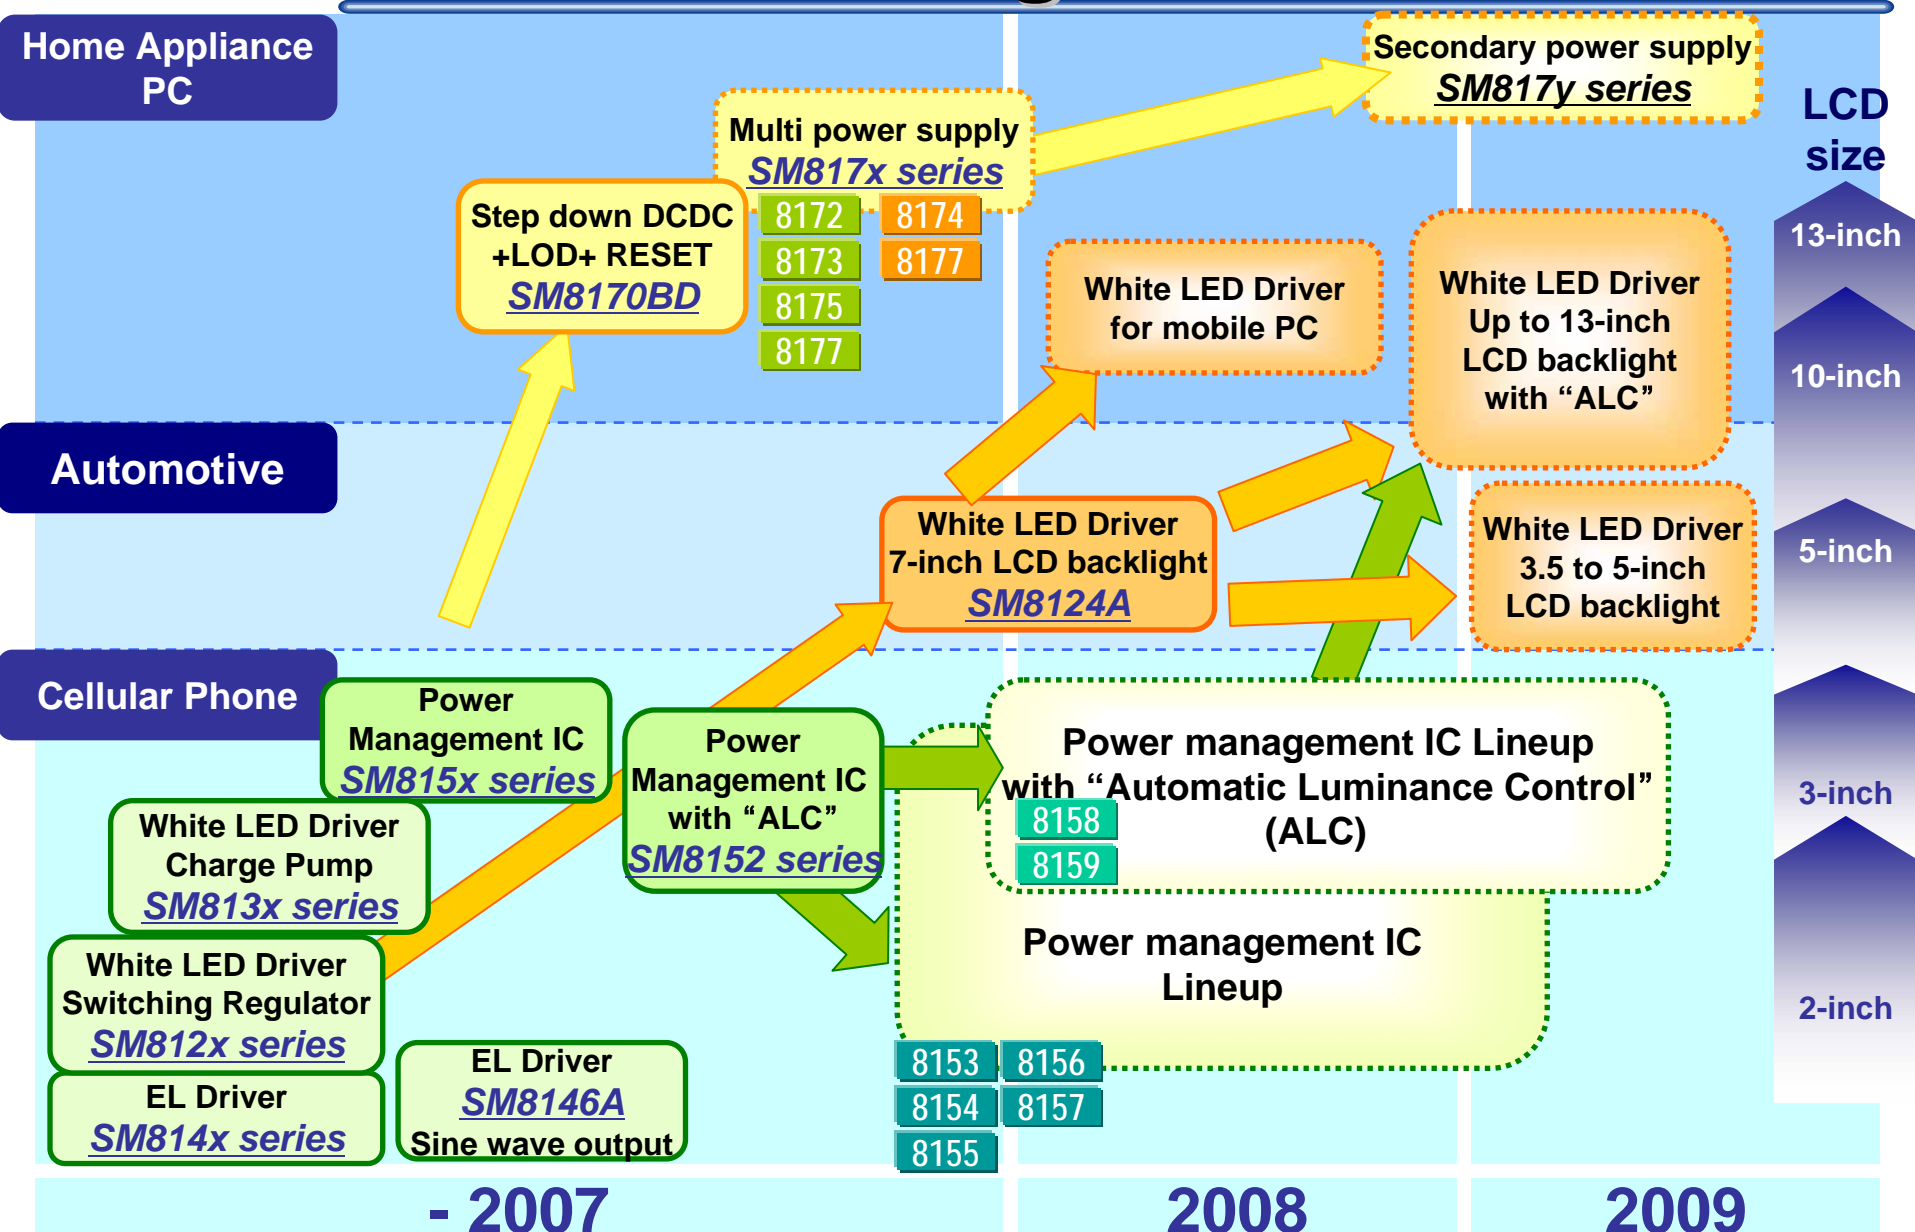 Home Appliance
PC
Secondary power supply
SM817y series
LCD
size
Multi power supply
SM817x series
8172
8174
8173
8177
8175
8177
Step down DCDC
+LOD+ RESET
SM8170BD
White LED Driver
for mobile PC
White LED Driver
Up to 13-inch
LCD backlight
with “ALC”
13-inch
10-inch
Automotive
White LED Driver
7-inch LCD backlight
SM8124A
White LED Driver
3.5 to 5-inch
LCD backlight
5-inch
Cellular Phone
Power
Management IC
SM815x series
Power
Management IC
with “ALC”
SM8152 series
Power management IC Lineup
with “Automatic Luminance Control”
(ALC)
8158
8159
3-inch
White LED Driver
Charge Pump
SM813x series
White LED Driver
Switching Regulator
SM812x series
Power management IC
Lineup
2-inch
EL Driver
SM814x series
EL Driver
SM8146A
Sine wave output
8153
8156
8154
8157
8155
- 2007
2008
2009